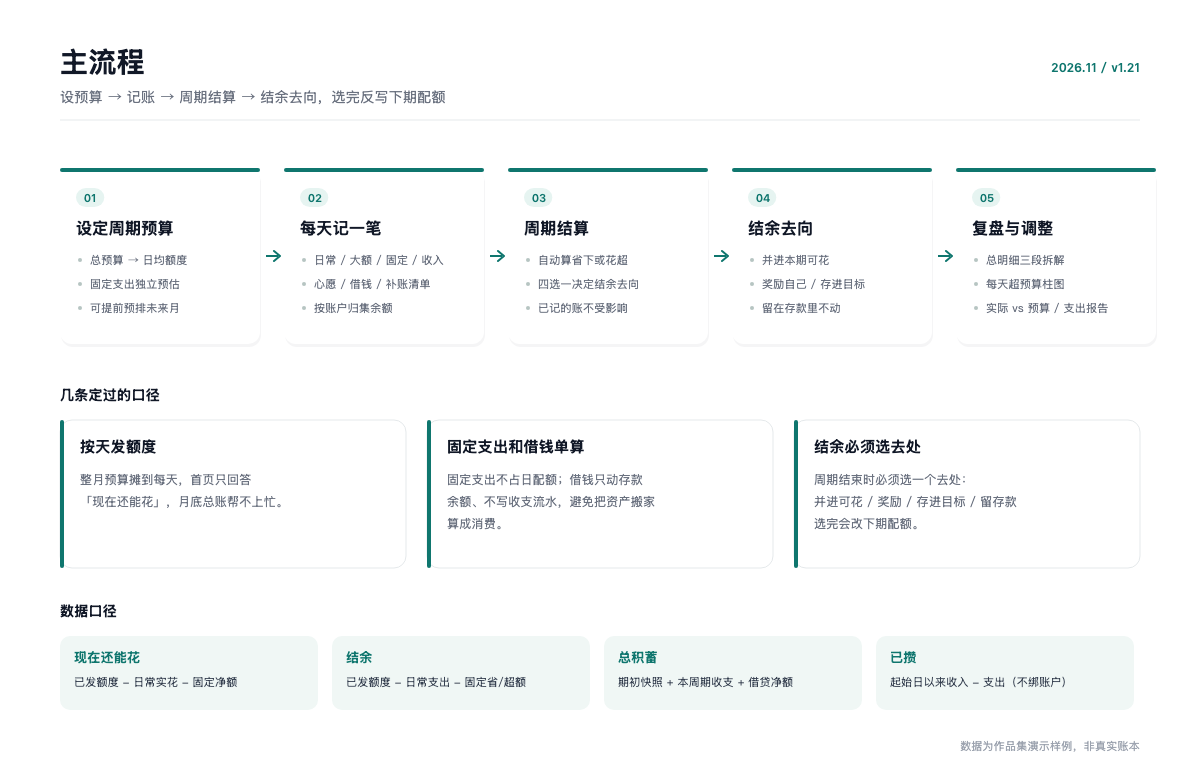 主流程
2026.11 / v1.21
设预算 → 记账 → 周期结算 → 结余去向，选完反写下期配额
01
设定周期预算
总预算 → 日均额度
固定支出独立预估
可提前预排未来月
02
每天记一笔
日常 / 大额 / 固定 / 收入
心愿 / 借钱 / 补账清单
按账户归集余额
03
周期结算
自动算省下或花超
四选一决定结余去向
已记的账不受影响
04
结余去向
并进本期可花
奖励自己 / 存进目标
留在存款里不动
05
复盘与调整
总明细三段拆解
每天超预算柱图
实际 vs 预算 / 支出报告
几条定过的口径
按天发额度
整月预算摊到每天，首页只回答
「现在还能花」，月底总账帮不上忙。
固定支出和借钱单算
固定支出不占日配额；借钱只动存款
余额、不写收支流水，避免把资产搬家
算成消费。
结余必须选去处
周期结束时必须选一个去处：
并进可花 / 奖励 / 存进目标 / 留存款
选完会改下期配额。
数据口径
现在还能花
已发额度 − 日常实花 − 固定净额
结余
已发额度 − 日常支出 − 固定省/超额
总积蓄
期初快照 + 本周期收支 + 借贷净额
已攒
起始日以来收入 − 支出（不绑账户）
数据为作品集演示样例，非真实账本